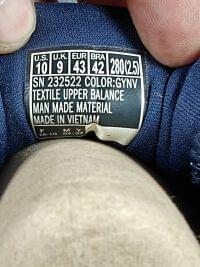 U.S. U.K. EUR BRA
10 9 43 42 280(2.5)
SN 232522 COLOR:GYNV
TEXTILE UPPER BALANCE
MAN MADE MATERIAL
MADE IN VIETNAM
F M Y